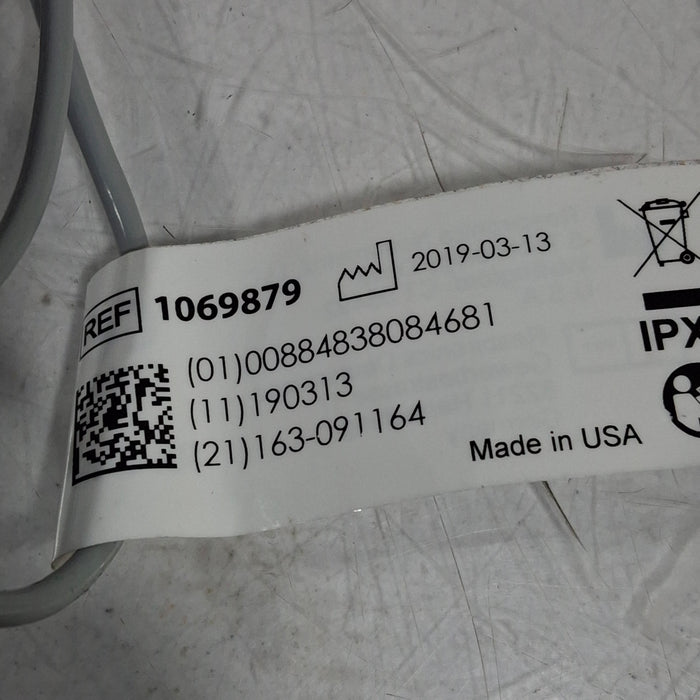 REF 1069879 2019-03-13
(01)00884838084681
(11)190313
(21)163-091164
Made in USA
IPX